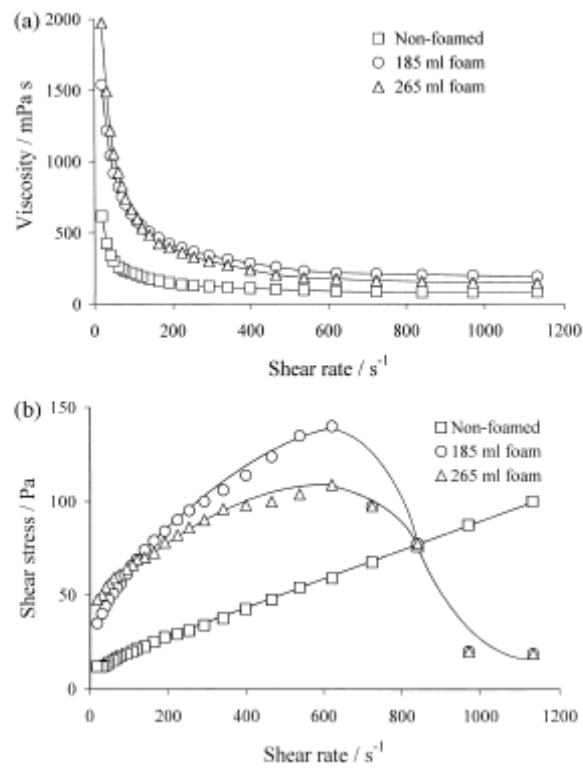 (a)
2000
1500
1000
500
0
Viscosity / mPa s
Non-foamed
185 ml foam
265 ml foam
0 200 400 600 800 1000 1200
Shear rate / s-1
(b)
150
100
50
0
Shear stress / Pa
Non-foamed
185 ml foam
265 ml foam
0 200 400 600 800 1000 1200
Shear rate / s-1